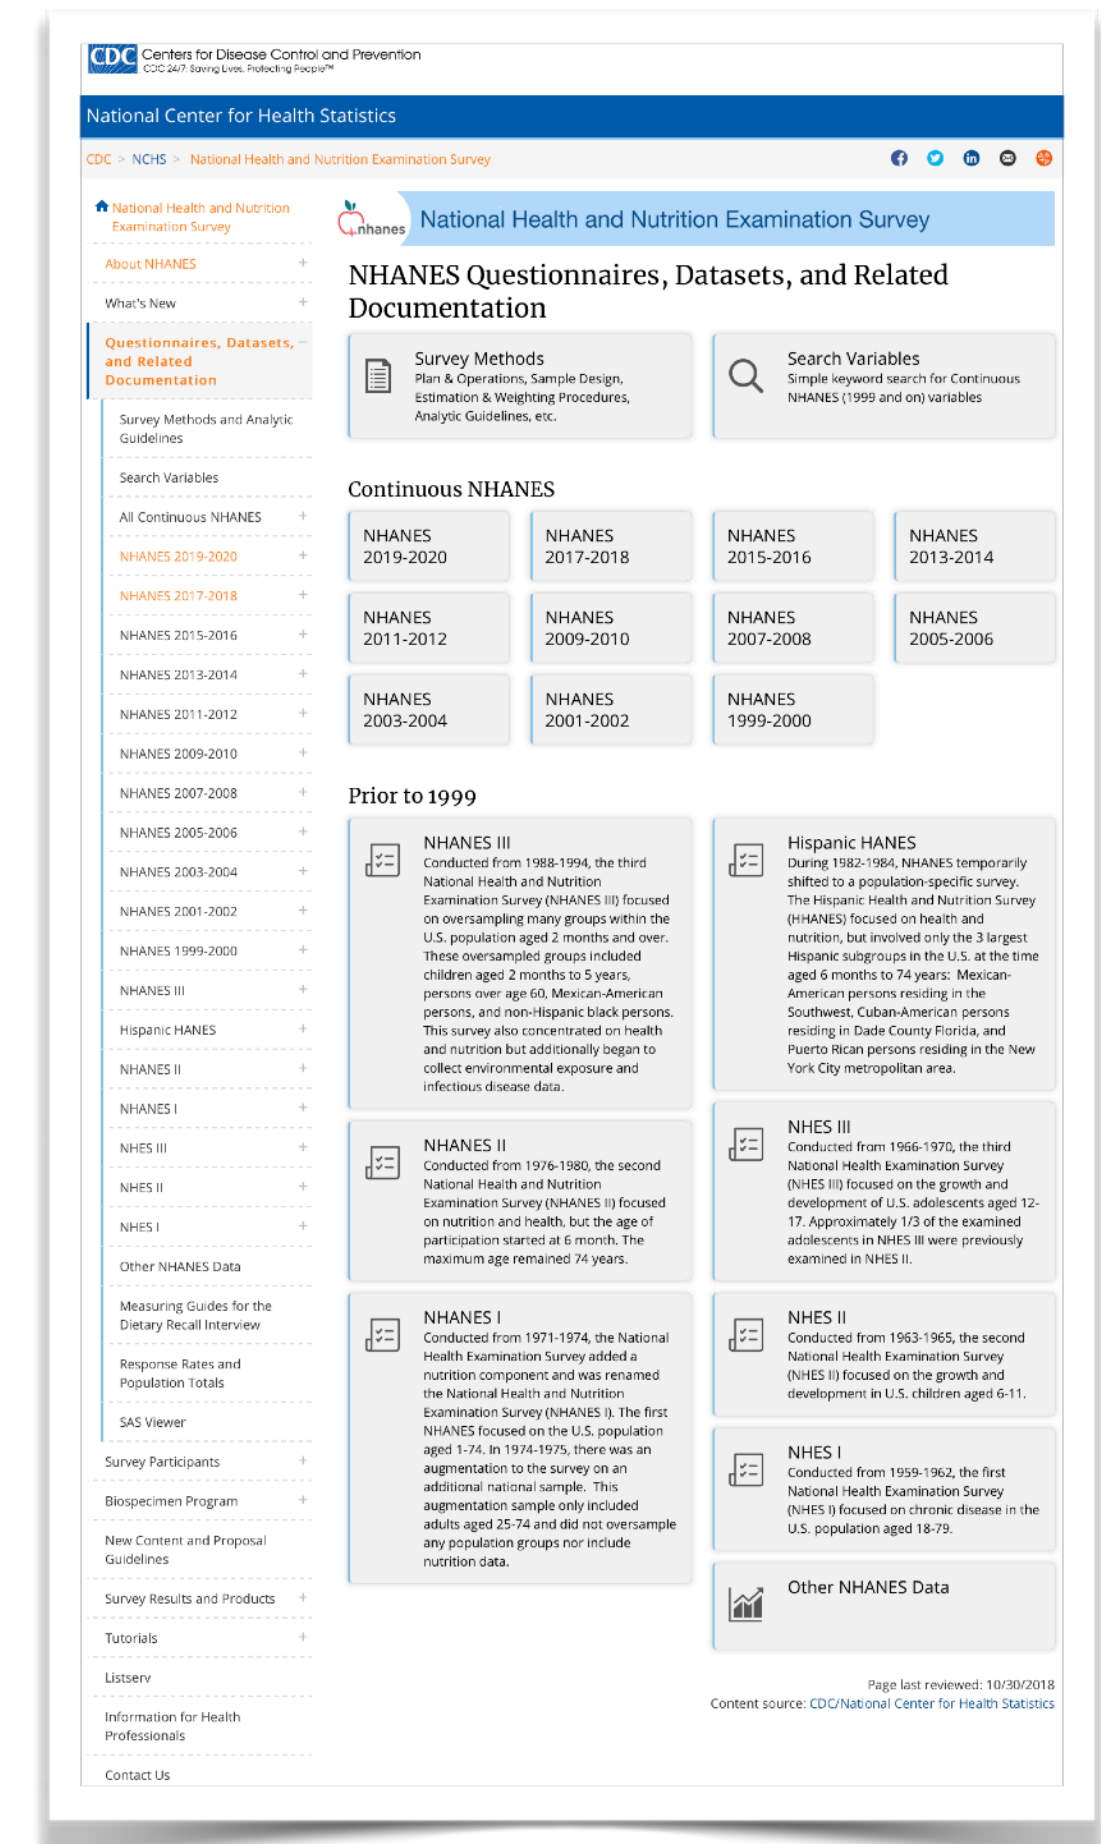 CDC Centers for Disease Control and Prevention
CDC 24/7: Saving Lives, Protecting People™
National Center for Health Statistics
CDC > NCHS > National Health and Nutrition Examination Survey
National Health and Nutrition
Examination Survey
About NHANES +
What's New +
Questionnaires, Datasets, −
and Related
Documentation
Survey Methods and Analytic
Guidelines
Search Variables
All Continuous NHANES +
NHANES 2019-2020 +
NHANES 2017-2018 +
NHANES 2015-2016 +
NHANES 2013-2014 +
NHANES 2011-2012 +
NHANES 2009-2010 +
NHANES 2007-2008 +
NHANES 2005-2006 +
NHANES 2003-2004 +
NHANES 2001-2002 +
NHANES 1999-2000 +
NHANES III +
Hispanic HANES +
NHANES II +
NHANES I +
NHES III +
NHES II +
NHES I +
Other NHANES Data
Measuring Guides for the
Dietary Recall Interview
Response Rates and
Population Totals
SAS Viewer
Survey Participants +
Biospecimen Program +
New Content and Proposal
Guidelines
Survey Results and Products +
Tutorials +
Listserv
Information for Health
Professionals
Contact Us
nhanes National Health and Nutrition Examination Survey
NHANES Questionnaires, Datasets, and Related
Documentation
Survey Methods
Plan & Operations, Sample Design,
Estimation & Weighting Procedures,
Analytic Guidelines, etc.
Search Variables
Simple keyword search for Continuous
NHANES (1999 and on) variables
Continuous NHANES
NHANES
2019-2020
NHANES
2017-2018
NHANES
2015-2016
NHANES
2013-2014
NHANES
2011-2012
NHANES
2009-2010
NHANES
2007-2008
NHANES
2005-2006
NHANES
2003-2004
NHANES
2001-2002
NHANES
1999-2000
Prior to 1999
NHANES III
Conducted from 1988-1994, the third
National Health and Nutrition
Examination Survey (NHANES III) focused
on oversampling many groups within the
U.S. population aged 2 months and over.
These oversampled groups included
children aged 2 months to 5 years,
persons over age 60, Mexican-American
persons, and non-Hispanic black persons.
This survey also concentrated on health
and nutrition but additionally began to
collect environmental exposure and
infectious disease data.
NHANES II
Conducted from 1976-1980, the second
National Health and Nutrition
Examination Survey (NHANES II) focused
on nutrition and health, but the age of
participation started at 6 month. The
maximum age remained 74 years.
NHANES I
Conducted from 1971-1974, the National
Health Examination Survey added a
nutrition component and was renamed
the National Health and Nutrition
Examination Survey (NHANES I). The first
NHANES focused on the U.S. population
aged 1-74. In 1974-1975, there was an
augmentation to the survey on an
additional national sample. This
augmentation sample only included
adults aged 25-74 and did not oversample
any population groups nor include
nutrition data.
Hispanic HANES
During 1982-1984, NHANES temporarily
shifted to a population-specific survey.
The Hispanic Health and Nutrition Survey
(HHANES) focused on health and
nutrition, but involved only the 3 largest
Hispanic subgroups in the U.S. at the time
aged 6 months to 74 years: Mexican-
American persons residing in the
Southwest, Cuban-American persons
residing in Dade County Florida, and
Puerto Rican persons residing in the New
York City metropolitan area.
NHES III
Conducted from 1966-1970, the third
National Health Examination Survey
(NHES III) focused on the growth and
development of U.S. adolescents aged 12-
17. Approximately 1/3 of the examined
adolescents in NHES III were previously
examined in NHES II.
NHES II
Conducted from 1963-1965, the second
National Health Examination Survey
(NHES II) focused on the growth and
development in U.S. children aged 6-11.
NHES I
Conducted from 1959-1962, the first
National Health Examination Survey
(NHES I) focused on chronic disease in the
U.S. population aged 18-79.
Other NHANES Data
Page last reviewed: 10/30/2018
Content source: CDC/National Center for Health Statistics